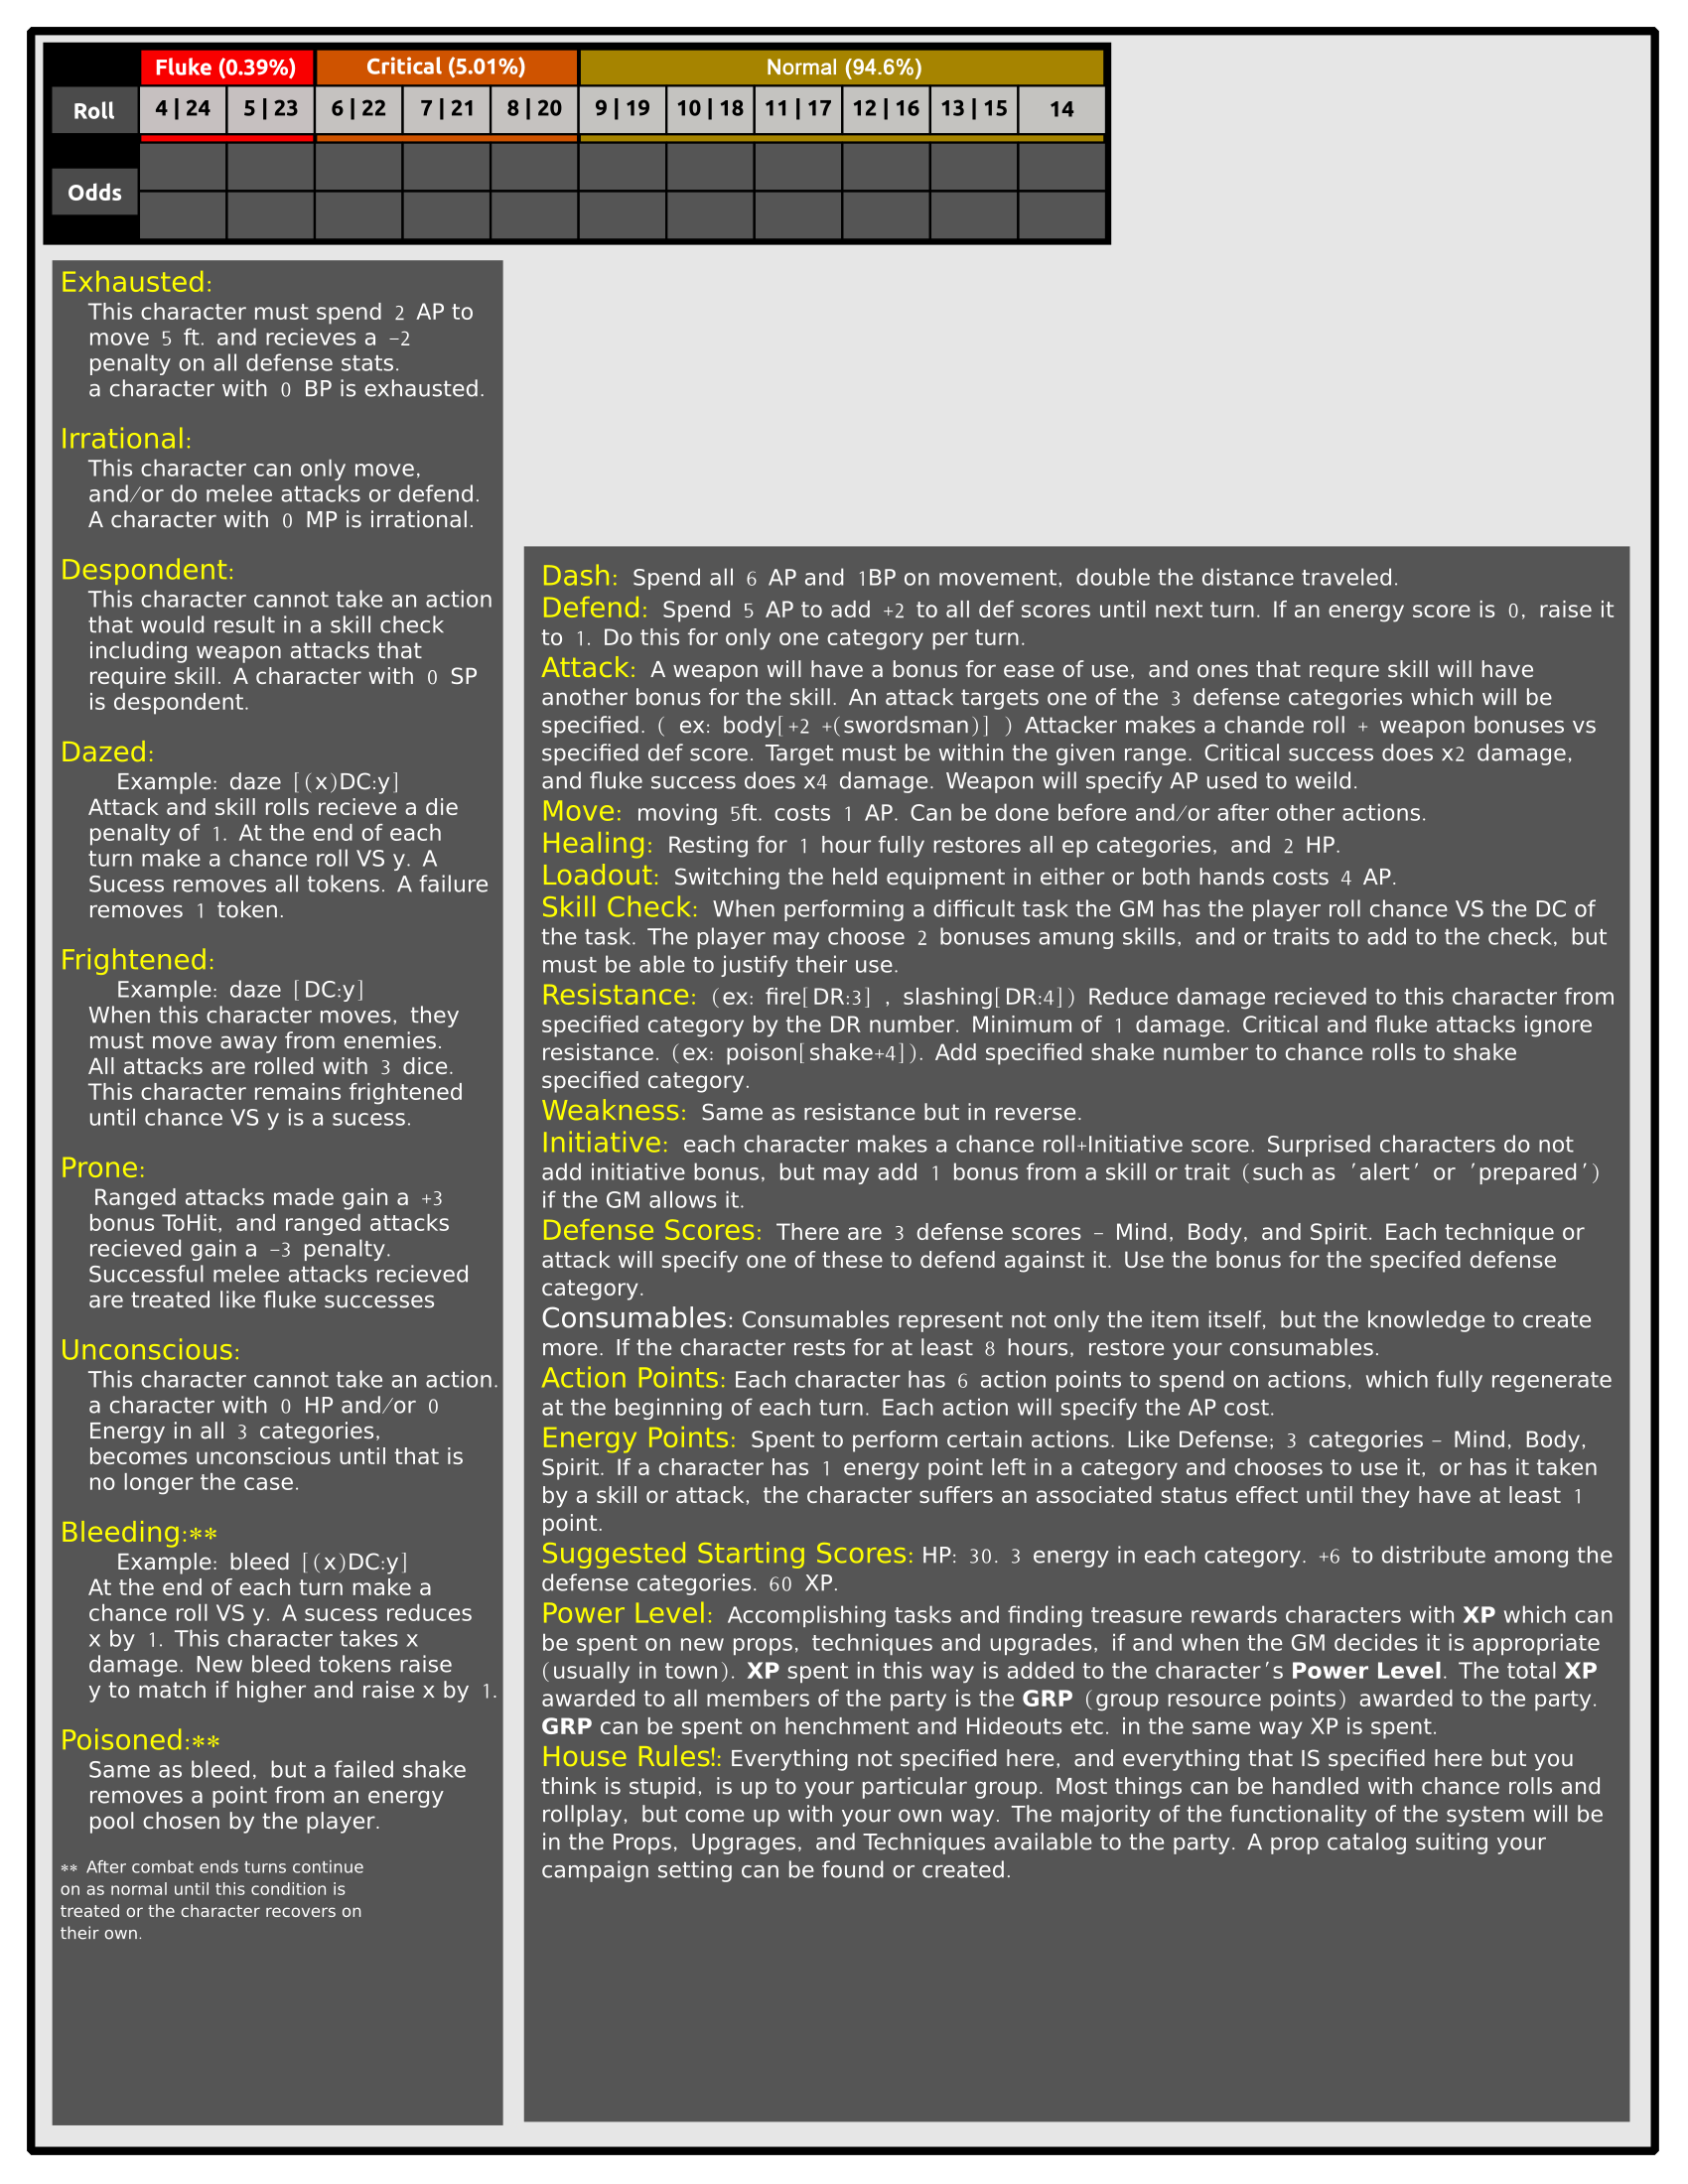 Fluke (0.39%) Critical (5.01%) Normal (94.6%)
Roll 4 | 24 5 | 23 6 | 22 7 | 21 8 | 20 9 | 19 10 | 18 11 | 17 12 | 16 13 | 15 14
Odds
Exhausted:
This character must spend 2 AP to
move 5 ft. and recieves a -2
penalty on all defense stats.
a character with 0 BP is exhausted.
Irrational:
This character can only move,
and/or do melee attacks or defend.
A character with 0 MP is irrational.
Despondent:
This character cannot take an action
that would result in a skill check
including weapon attacks that
require skill. A character with 0 SP
is despondent.
Dazed:
Example: daze [(x)DC:y]
Attack and skill rolls recieve a die
penalty of 1. At the end of each
turn make a chance roll VS y. A
Sucess removes all tokens. A failure
removes 1 token.
Frightened:
Example: daze [DC:y]
When this character moves, they
must move away from enemies.
All attacks are rolled with 3 dice.
This character remains frightened
until chance VS y is a sucess.
Prone:
Ranged attacks made gain a +3
bonus ToHit, and ranged attacks
recieved gain a -3 penalty.
Successful melee attacks recieved
are treated like fluke successes
Unconscious:
This character cannot take an action.
a character with 0 HP and/or 0
Energy in all 3 categories,
becomes unconscious until that is
no longer the case.
Bleeding:**
Example: bleed [(x)DC:y]
At the end of each turn make a
chance roll VS y. A sucess reduces
x by 1. This character takes x
damage. New bleed tokens raise
y to match if higher and raise x by 1.
Poisoned:**
Same as bleed, but a failed shake
removes a point from an energy
pool chosen by the player.
** After combat ends turns continue
on as normal until this condition is
treated or the character recovers on
their own.
Dash: Spend all 6 AP and 1BP on movement, double the distance traveled.
Defend: Spend 5 AP to add +2 to all def scores until next turn. If an energy score is 0, raise it
to 1. Do this for only one category per turn.
Attack: A weapon will have a bonus for ease of use, and ones that requre skill will have
another bonus for the skill. An attack targets one of the 3 defense categories which will be
specified. ( ex: body[+2 +(swordsman)] ) Attacker makes a chande roll + weapon bonuses vs
specified def score. Target must be within the given range. Critical success does x2 damage,
and fluke success does x4 damage. Weapon will specify AP used to weild.
Move: moving 5ft. costs 1 AP. Can be done before and/or after other actions.
Healing: Resting for 1 hour fully restores all ep categories, and 2 HP.
Loadout: Switching the held equipment in either or both hands costs 4 AP.
Skill Check: When performing a difficult task the GM has the player roll chance VS the DC of
the task. The player may choose 2 bonuses amung skills, and or traits to add to the check, but
must be able to justify their use.
Resistance: (ex: fire[DR:3] , slashing[DR:4]) Reduce damage recieved to this character from
specified category by the DR number. Minimum of 1 damage. Critical and fluke attacks ignore
resistance. (ex: poison[shake+4]). Add specified shake number to chance rolls to shake
specified category.
Weakness: Same as resistance but in reverse.
Initiative: each character makes a chance roll+Initiative score. Surprised characters do not
add initiative bonus, but may add 1 bonus from a skill or trait (such as 'alert' or 'prepared')
if the GM allows it.
Defense Scores: There are 3 defense scores - Mind, Body, and Spirit. Each technique or
attack will specify one of these to defend against it. Use the bonus for the specifed defense
category.
Consumables: Consumables represent not only the item itself, but the knowledge to create
more. If the character rests for at least 8 hours, restore your consumables.
Action Points: Each character has 6 action points to spend on actions, which fully regenerate
at the beginning of each turn. Each action will specify the AP cost.
Energy Points: Spent to perform certain actions. Like Defense; 3 categories - Mind, Body,
Spirit. If a character has 1 energy point left in a category and chooses to use it, or has it taken
by a skill or attack, the character suffers an associated status effect until they have at least 1
point.
Suggested Starting Scores: HP: 30. 3 energy in each category. +6 to distribute among the
defense categories. 60 XP.
Power Level: Accomplishing tasks and finding treasure rewards characters with XP which can
be spent on new props, techniques and upgrades, if and when the GM decides it is appropriate
(usually in town). XP spent in this way is added to the character's Power Level. The total XP
awarded to all members of the party is the GRP (group resource points) awarded to the party.
GRP can be spent on henchment and Hideouts etc. in the same way XP is spent.
House Rules!: Everything not specified here, and everything that IS specified here but you
think is stupid, is up to your particular group. Most things can be handled with chance rolls and
rollplay, but come up with your own way. The majority of the functionality of the system will be
in the Props, Upgrages, and Techniques available to the party. A prop catalog suiting your
campaign setting can be found or created.